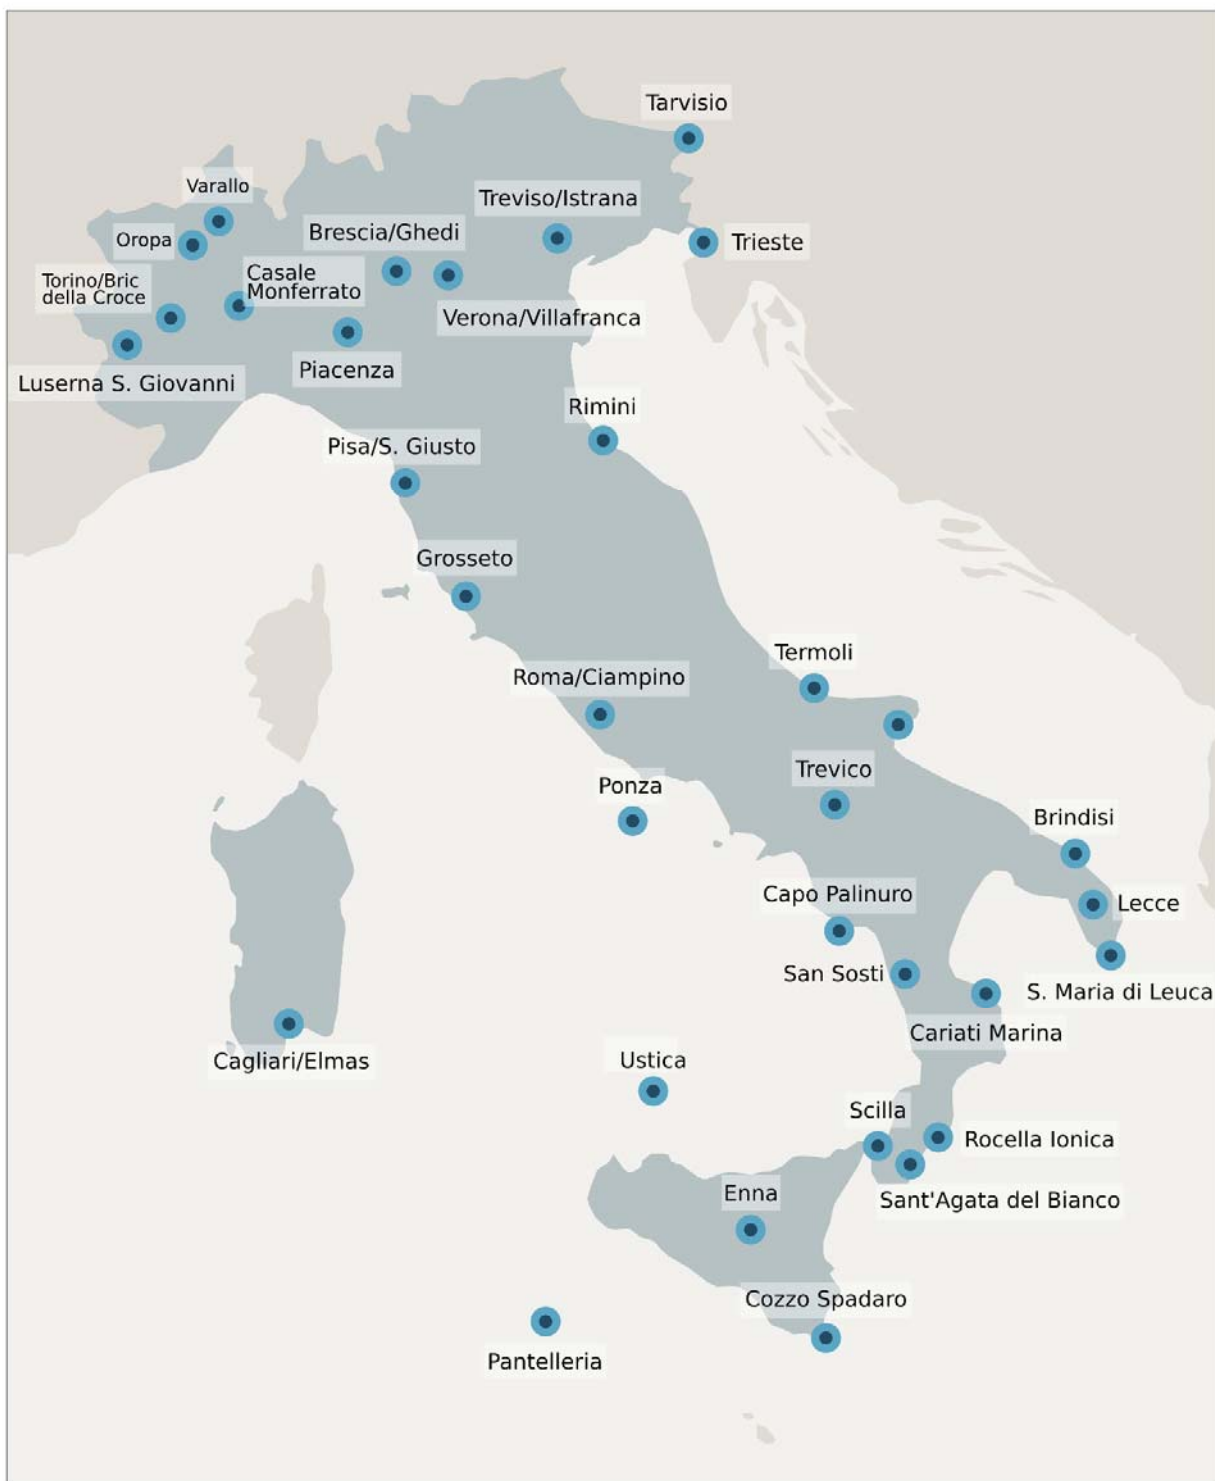 Tarvisio
Varallo
Treviso/Istrana
Oropa
Brescia/Ghedi
Trieste
Torino/Bric
della Croce
Casale
Monferrato
Verona/Villafranca
Luserna S. Giovanni
Piacenza
Rimini
Pisa/S. Giusto
Grosseto
Termoli
Roma/Ciampino
Trevico
Ponza
Brindisi
Capo Palinuro
Lecce
San Sosti
S. Maria di Leuca
Cariati Marina
Cagliari/Elmas
Ustica
Scilla
Rocella Ionica
Enna
Sant'Agata del Bianco
Cozzo Spadaro
Pantelleria